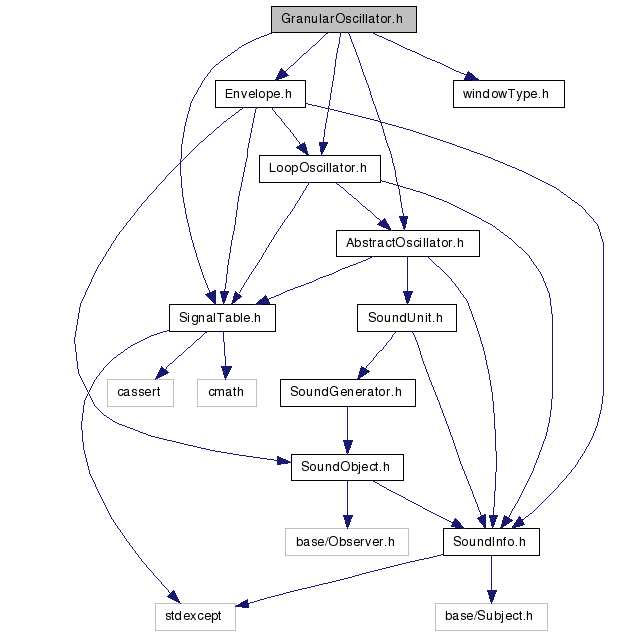 GranularOscillator.h
Envelope.h
windowType.h
LoopOscillator.h
AbstractOscillator.h
SignalTable.h
SoundUnit.h
cassert
cmath
SoundGenerator.h
SoundObject.h
base/Observer.h
SoundInfo.h
stdexcept
base/Subject.h